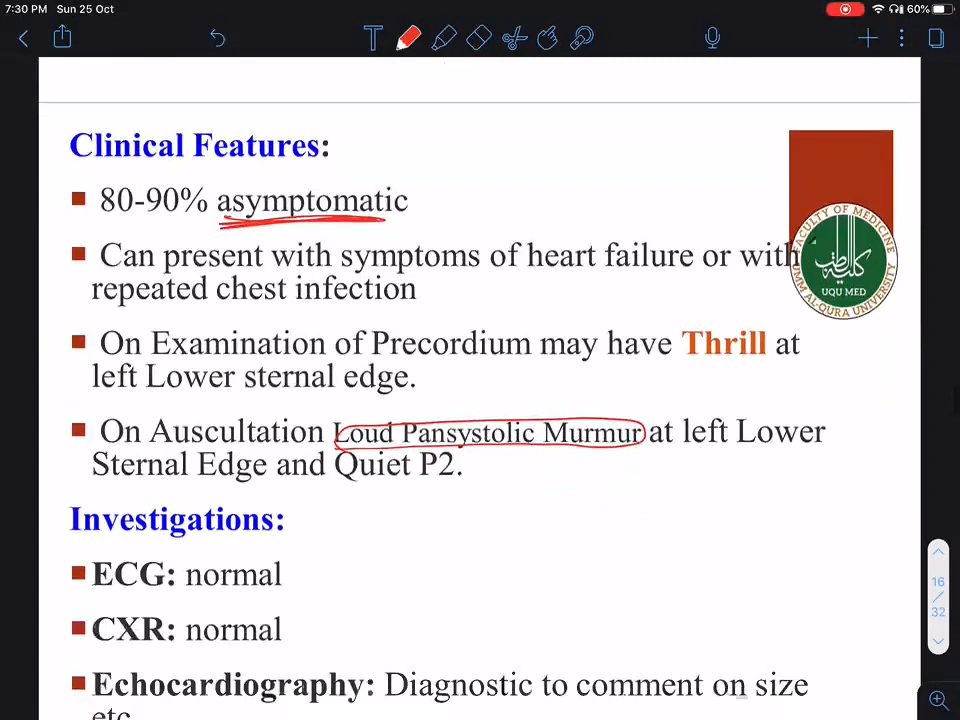 7:30 PM Sun 25 Oct
60%
Clinical Features:
80-90% asymptomatic
Can present with symptoms of heart failure or with
repeated chest infection
On Examination of Precordium may have Thrill at
left Lower sternal edge.
On Auscultation Loud Pansystolic Murmur at left Lower
Sternal Edge and Quiet P2.
Investigations:
ECG: normal
CXR: normal
Echocardiography: Diagnostic to comment on size
etc
FACULTY OF MEDICINE
UQU MED
UMM AL-QURA UNIVERSITY
16
/
32